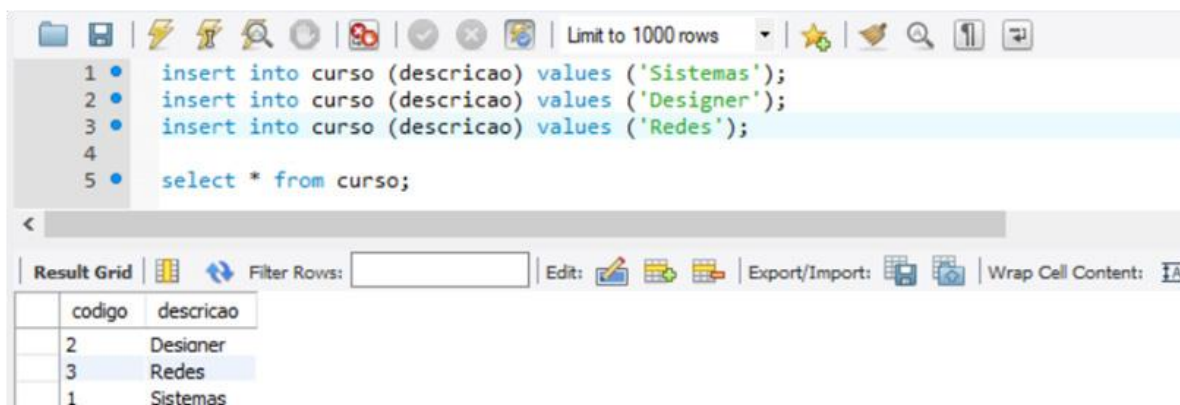 Limit to 1000 rows
1 insert into curso (descricao) values ('Sistemas');
2 insert into curso (descricao) values ('Designer');
3 insert into curso (descricao) values ('Redes');
4
5 select * from curso;
Result Grid Filter Rows: Edit: Export/Import: Wrap Cell Content:
codigo descricao
2 Designer
3 Redes
1 Sistemas